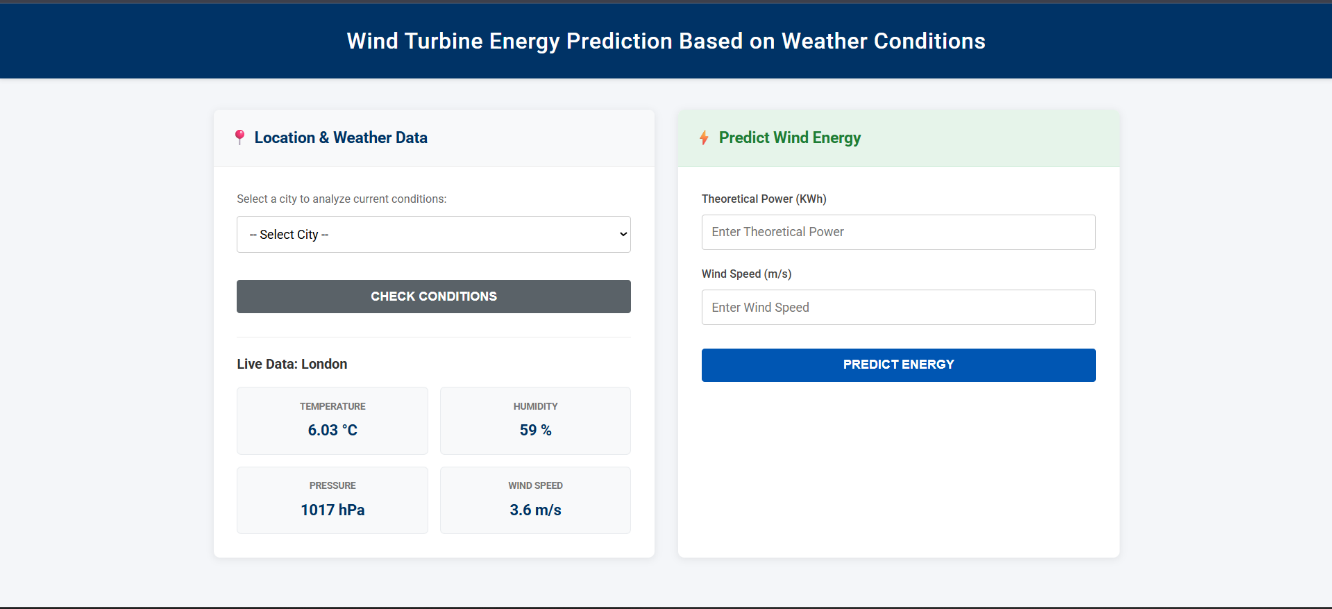 Wind Turbine Energy Prediction Based on Weather Conditions
Location & Weather Data
Select a city to analyze current conditions:
-- Select City --
CHECK CONDITIONS
Live Data: London
TEMPERATURE
6.03 °C
HUMIDITY
59 %
PRESSURE
1017 hPa
WIND SPEED
3.6 m/s
Predict Wind Energy
Theoretical Power (KWh)
Enter Theoretical Power
Wind Speed (m/s)
Enter Wind Speed
PREDICT ENERGY